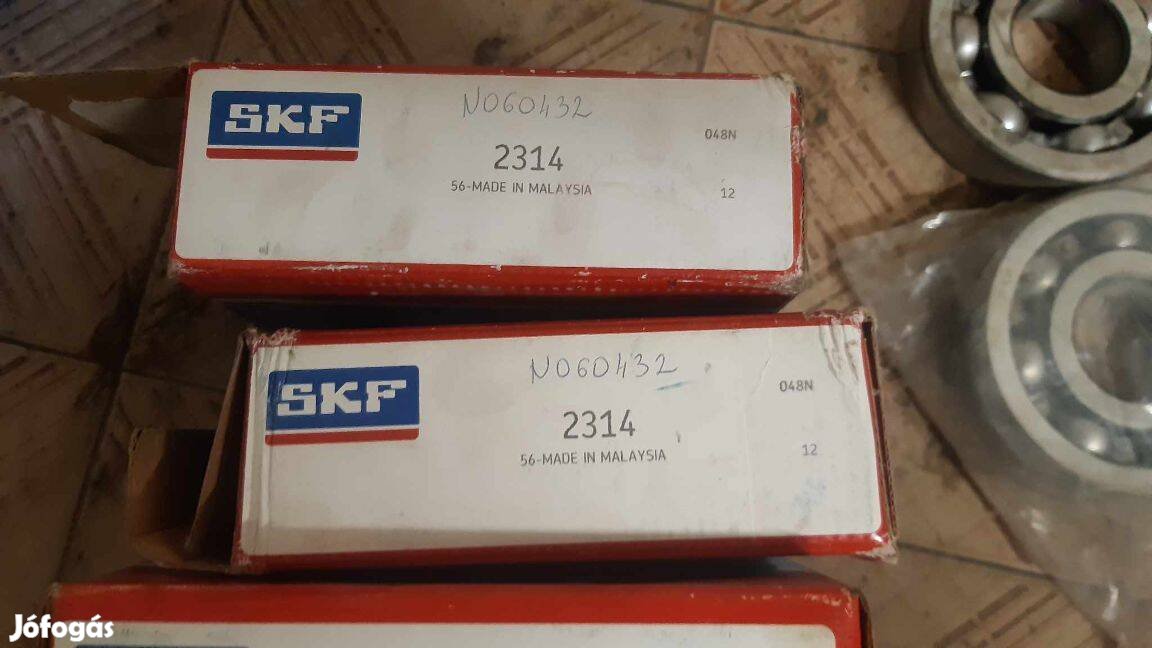 SKF
N060432
048N
2314
56-MADE IN MALAYSIA
12
SKF
N060432
048N
2314
56-MADE IN MALAYSIA
12
Jófogás